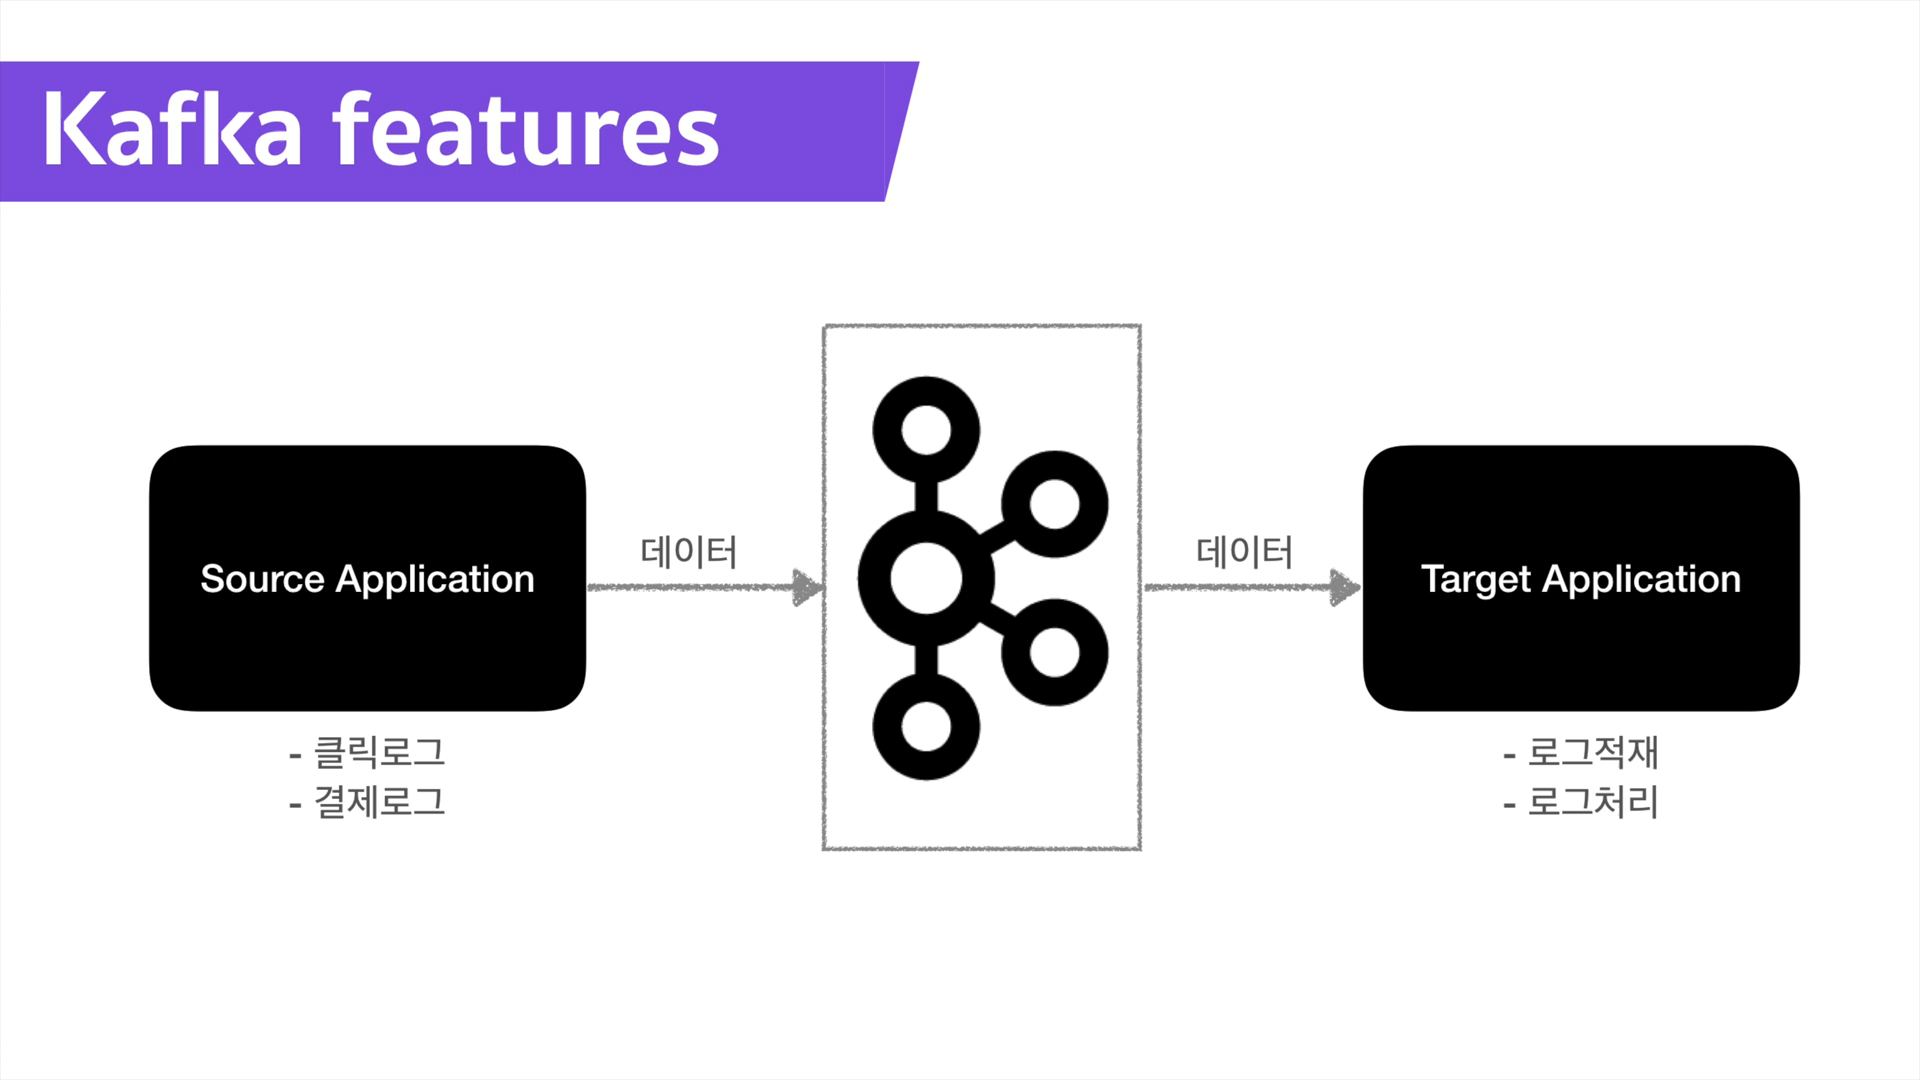 Kafka features
Source Application
데이터
데이터
Target Application
- 클릭로그
- 결제로그
- 로그적재
- 로그처리